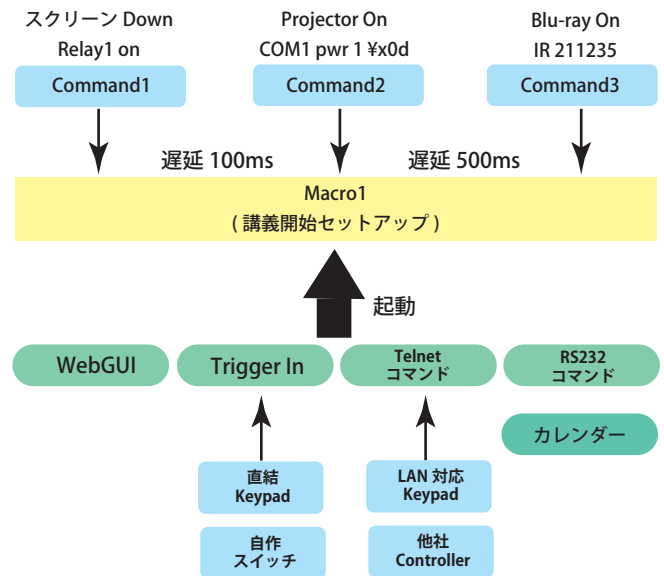 スクリーン Down
Relay1 on
Projector On
COM1 pwr 1 ¥x0d
Blu-ray On
IR 211235
Command1
Command2
Command3
遅延 100ms
遅延 500ms
Macro1
( 講義開始セットアップ )
起動
WebGUI
Trigger In
Telnet
コマンド
RS232
コマンド
カレンダー
直結
Keypad
LAN 対応
Keypad
自作
スイッチ
他社
Controller